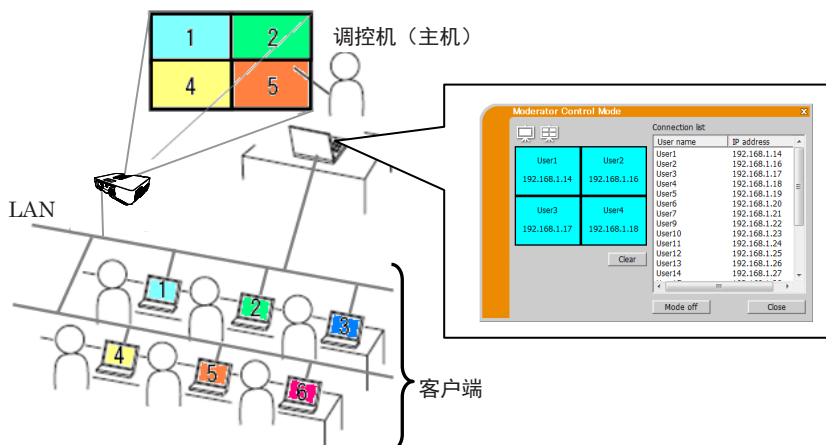 1 2
4 5
调控机（主机）
LAN
1 2 3
4 5 6
客户端
Moderator Control Mode x
Connection list
User name IP address
User1 192.168.1.14
User2 192.168.1.16
User3 192.168.1.17
User4 192.168.1.18
User5 192.168.1.19
User6 192.168.1.20
User7 192.168.1.21
User9 192.168.1.22
User10 192.168.1.23
User11 192.168.1.24
User12 192.168.1.25
User13 192.168.1.26
User14 192.168.1.27
User1
192.168.1.14
User2
192.168.1.16
User3
192.168.1.17
User4
192.168.1.18
Clear
Mode off
Close